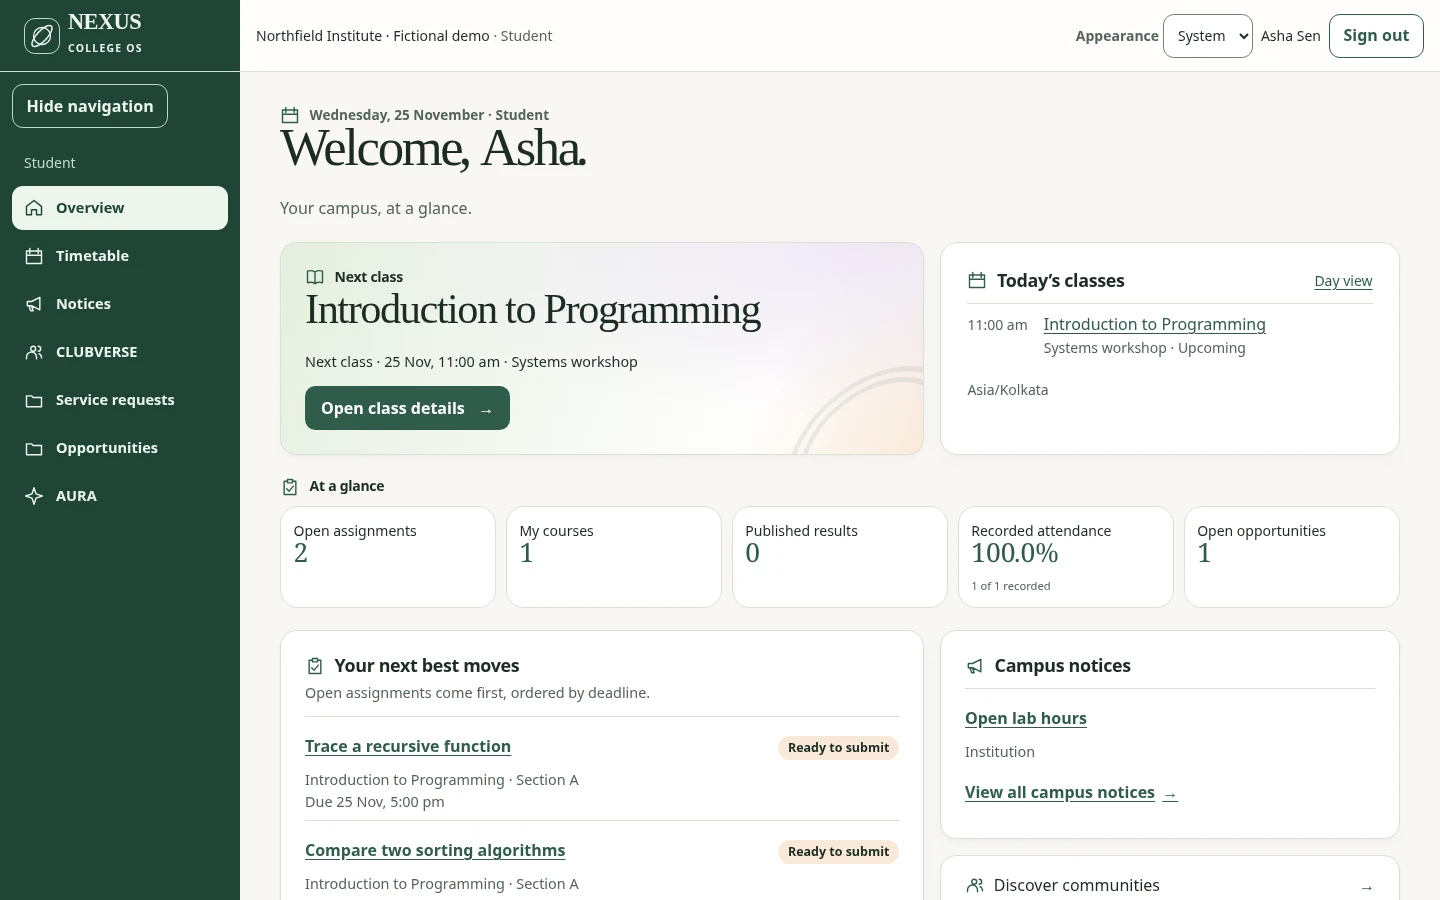 NEXUS
COLLEGE OS
Northfield Institute · Fictional demo · Student
Appearance
System
Asha Sen
Sign out
Hide navigation
Student
Overview
Timetable
Notices
CLUBVERSE
Service requests
Opportunities
AURA
Wednesday, 25 November · Student
Welcome, Asha.
Your campus, at a glance.
Next class
Introduction to Programming
Next class · 25 Nov, 11:00 am · Systems workshop
Open class details →
Today’s classes
Day view
11:00 am
Introduction to Programming
Systems workshop · Upcoming
Asia/Kolkata
At a glance
Open assignments
2
My courses
1
Published results
0
Recorded attendance
100.0%
1 of 1 recorded
Open opportunities
1
Your next best moves
Open assignments come first, ordered by deadline.
Trace a recursive function
Ready to submit
Introduction to Programming · Section A
Due 25 Nov, 5:00 pm
Compare two sorting algorithms
Ready to submit
Introduction to Programming · Section A
Campus notices
Open lab hours
Institution
View all campus notices →
Discover communities →